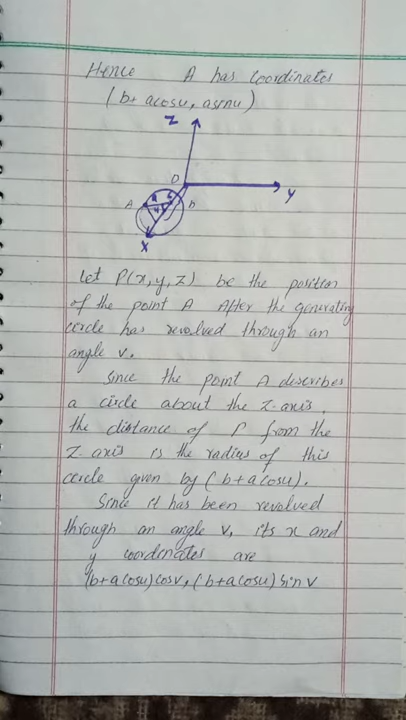 Hence A has coordinates
(b+ acosu, asinu)
Z
O
Y
A
X
Let P(x,y,z) be the position
of the point A After the generating
circle has revolved through an
angle v.
Since the point A describes
a circle about the Z-axis.
the distance of P from the
Z-axis is the radius of this
circle given by (b+acosu).
Since it has been revolved
through an angle v, its x and
y coordinates are
(b+acosu)cosv, (b+acosu)sinv